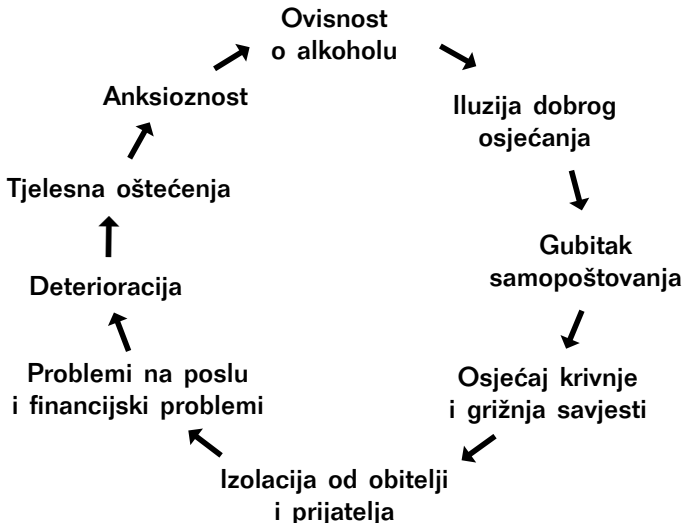 Ovisnost
o alkoholu
Iluzija dobrog
osjećanja
Gubitak
samopoštovanja
Osjećaj krivnje
i grižnja savjesti
Izolacija od obitelji
i prijatelja
Problemi na poslu
i financijski problemi
Deterioracija
Tjelesna oštećenja
Anksioznost